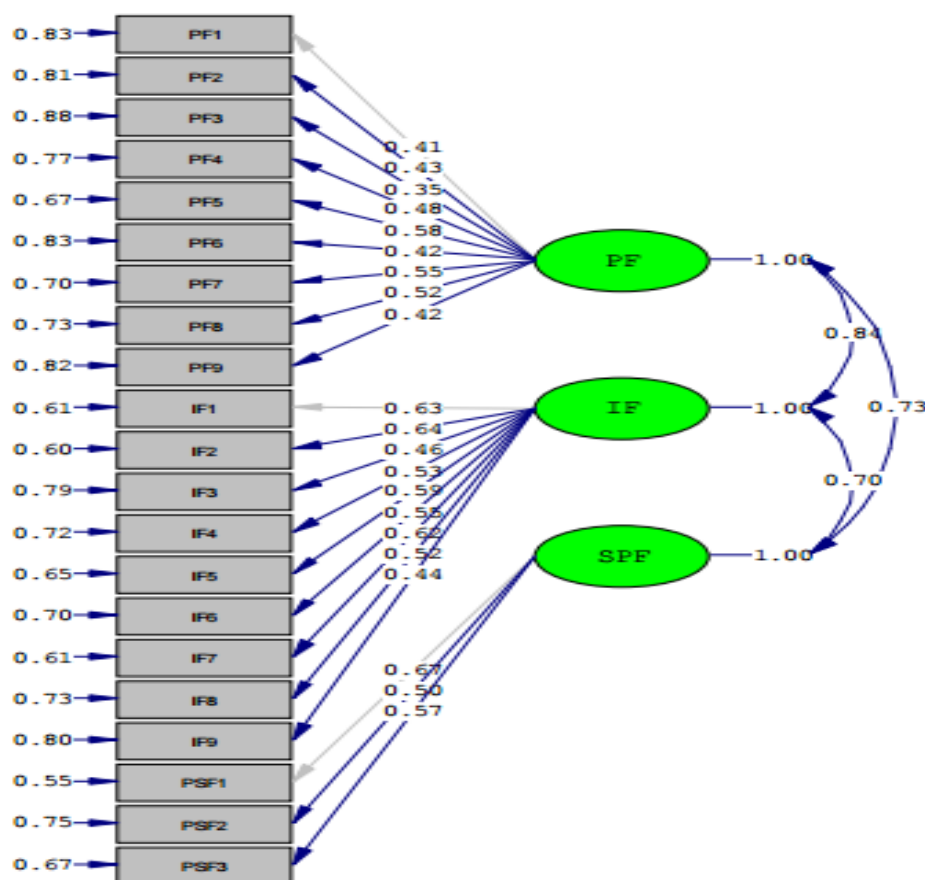 0.83 PF1
0.81 PF2
0.88 PF3
0.77 PF4
0.67 PF5
0.83 PF6
0.70 PF7
0.73 PF8
0.82 PF9
0.61 IF1
0.60 IF2
0.79 IF3
0.72 IF4
0.65 IF5
0.70 IF6
0.61 IF7
0.73 IF8
0.80 IF9
0.55 PSF1
0.75 PSF2
0.67 PSF3
0.41
0.43
0.35
0.48
0.58
0.42
0.55
0.52
0.42
0.63
0.64
0.46
0.53
0.59
0.55
0.62
0.52
0.44
0.67
0.50
0.57
PF 1.00
IF 1.00
SPF 1.00
0.84
0.73
0.70